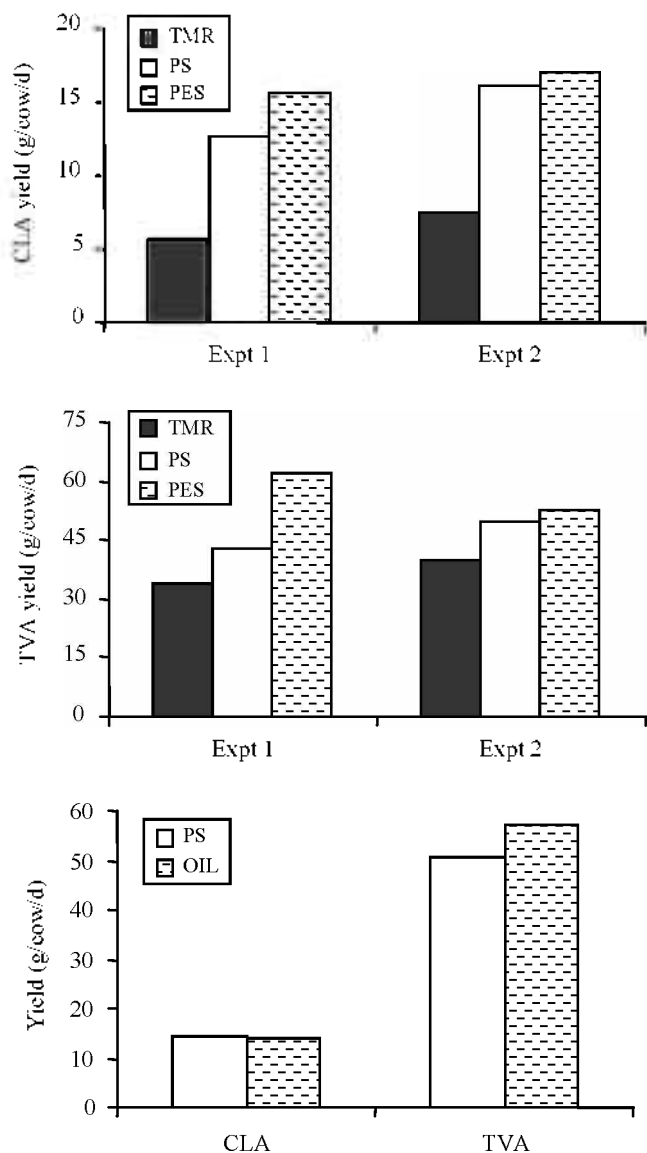 20
TMR
PS
PES
15
10
5
0
CLA yield (g/cow/d)
Expt 1
Expt 2
75
TMR
PS
PES
60
45
30
15
0
TVA yield (g/cow/d)
Expt 1
Expt 2
60
PS
OIL
50
40
30
20
10
0
Yield (g/cow/d)
CLA
TVA